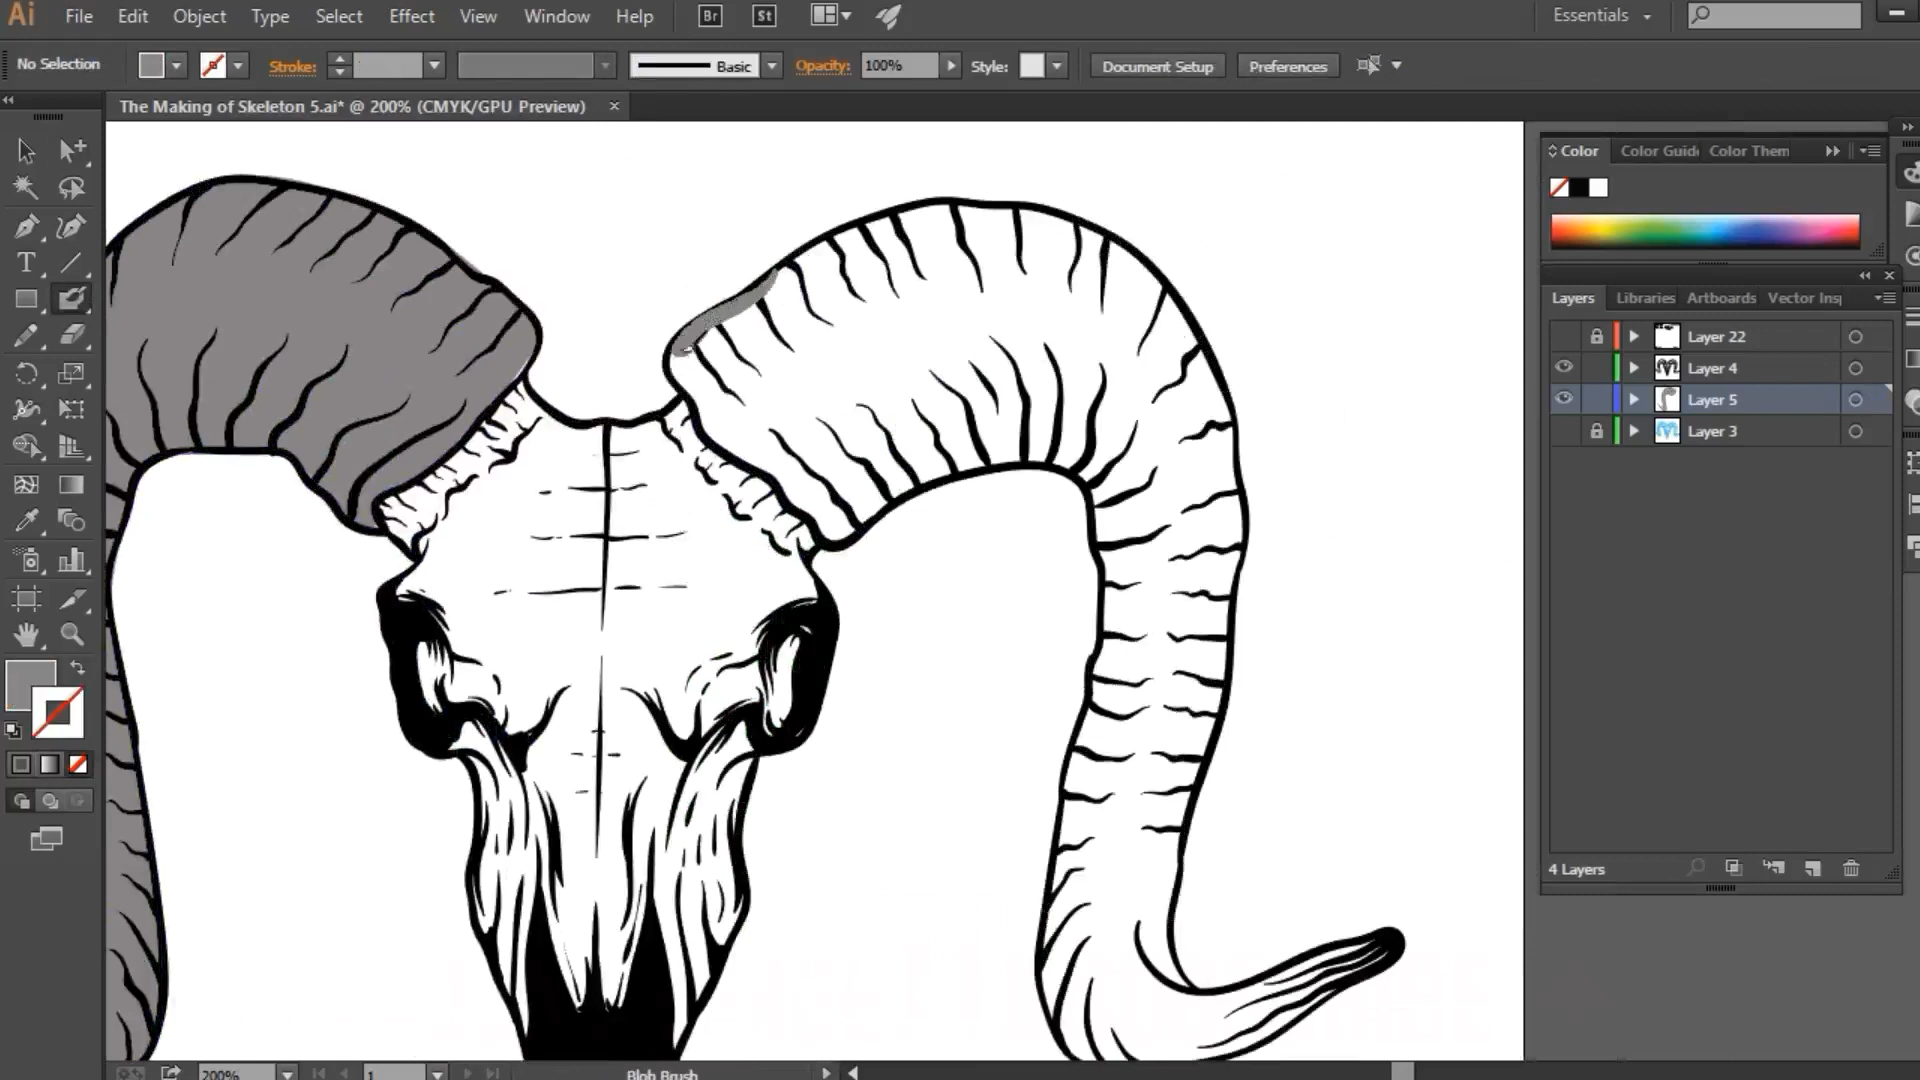 Ai File Edit Object Type Select Effect View Window Help Br St Essentials
No Selection Stroke: Basic Opacity: 100% Style: Document Setup Preferences
The Making of Skeleton 5.ai* @ 200% (CMYK/GPU Preview) ×
Color Color Guid Color Them
Layers Libraries Artboards Vector Ins
Layer 22
Layer 4
Layer 5
Layer 3
4 Layers
200% 1 Blob Brush